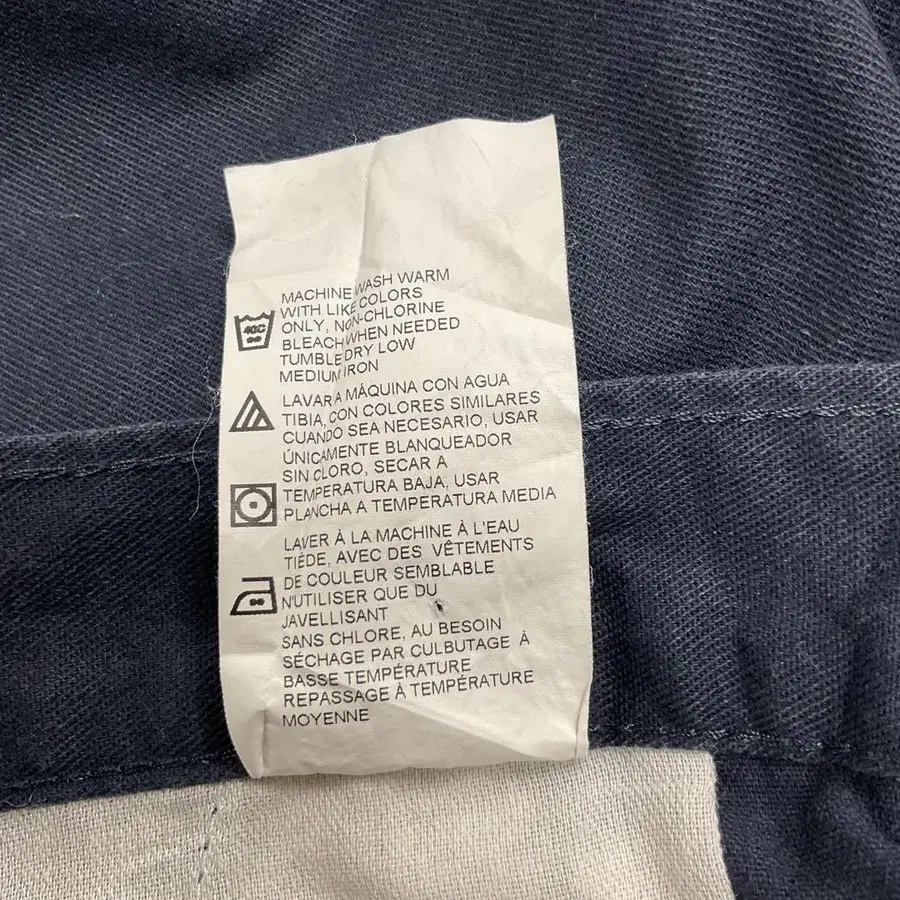 MACHINE WASH WARM
WITH LIKE COLORS
ONLY, NON-CHLORINE
BLEACH WHEN NEEDED
TUMBLE DRY LOW
MEDIUM IRON
40C
LAVAR A MÁQUINA CON AGUA
TIBIA, CON COLORES SIMILARES
CUANDO SEA NECESARIO, USAR
ÚNICAMENTE BLANQUEADOR
SIN CLORO, SECAR A
TEMPERATURA BAJA, USAR
PLANCHA A TEMPERATURA MEDIA
LAVER À LA MACHINE À L'EAU
TIÈDE, AVEC DES VÊTEMENTS
DE COULEUR SEMBLABLE
N'UTILISER QUE DU
JAVELLISANT
SANS CHLORE, AU BESOIN
SÉCHAGE PAR CULBUTAGE À
BASSE TEMPÉRATURE
REPASSAGE À TEMPÉRATURE
MOYENNE